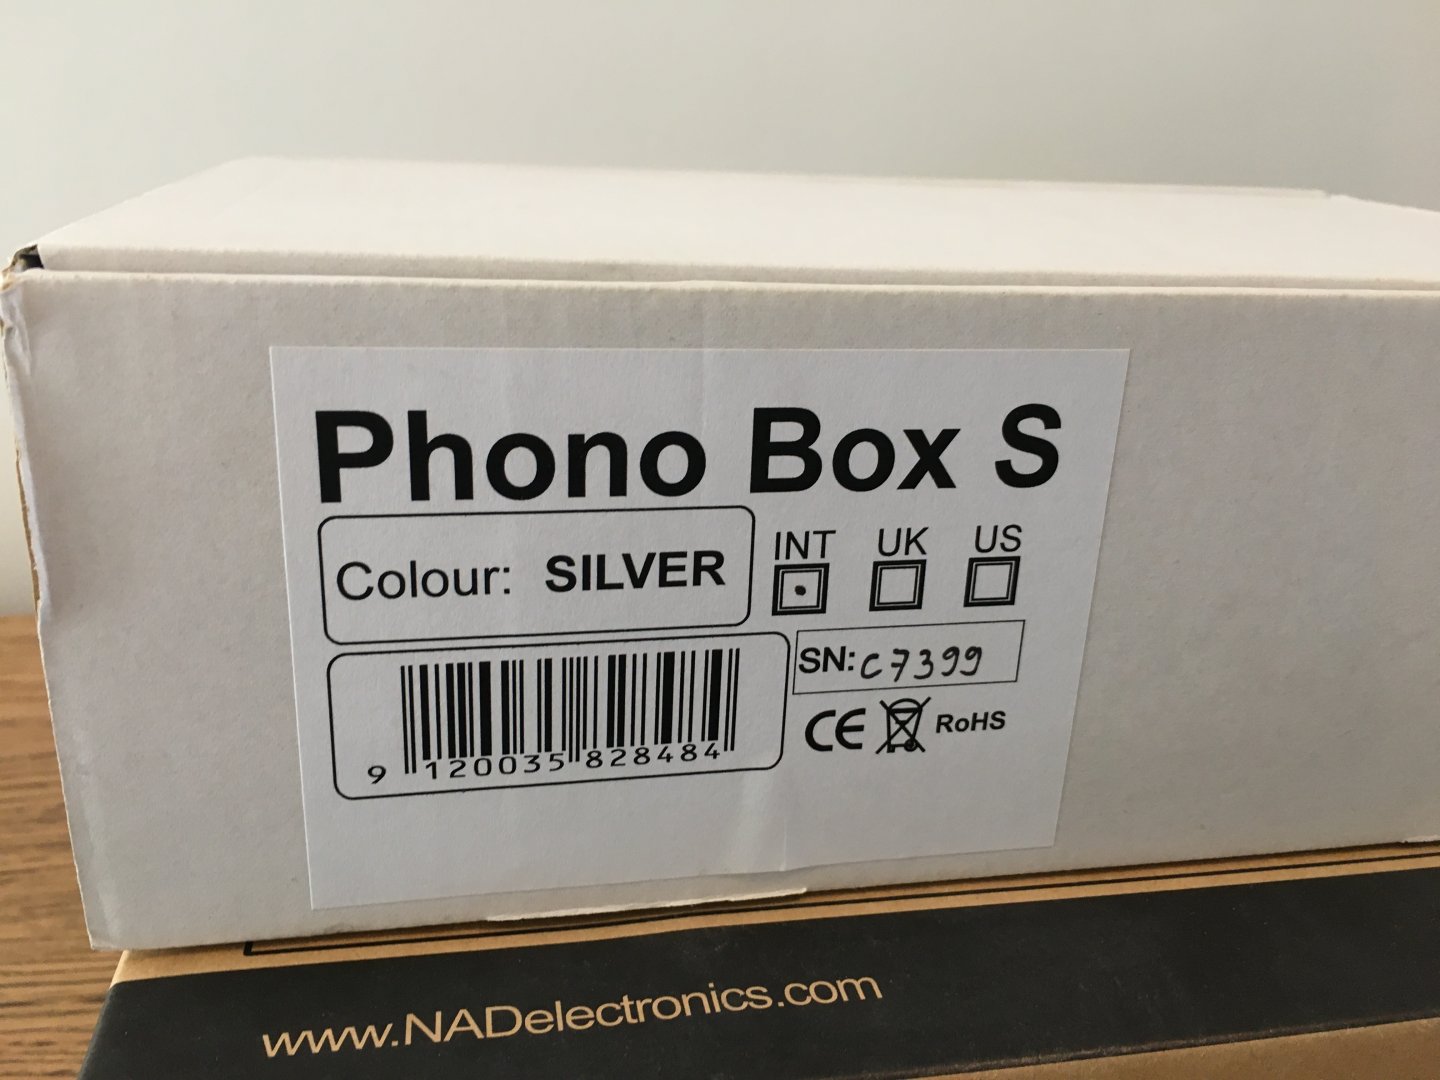 Phono Box S
Colour: SILVER
INT UK US
SN: C7399
9 120035 828484
CE RoHS
www.NADelectronics.com